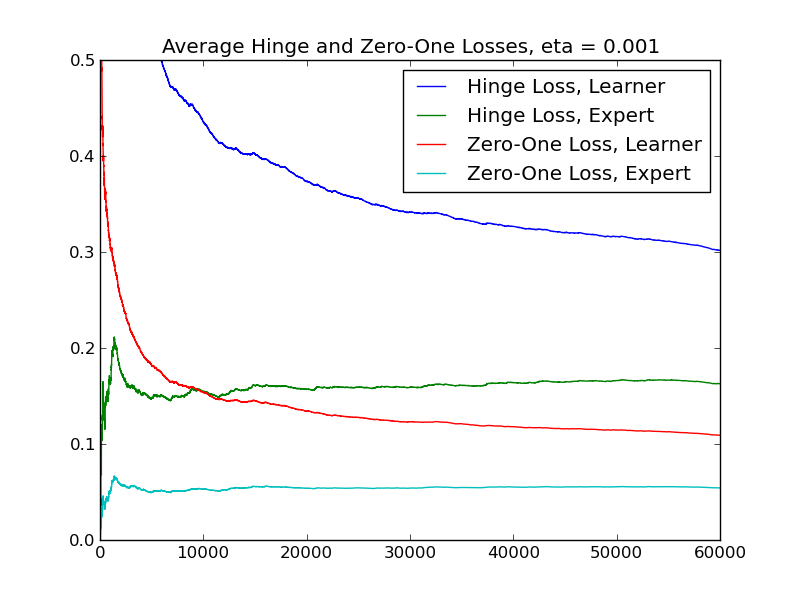 Average Hinge and Zero-One Losses, eta = 0.001
Hinge Loss, Learner
Hinge Loss, Expert
Zero-One Loss, Learner
Zero-One Loss, Expert
0.5
0.4
0.3
0.2
0.1
0.0
0 10000 20000 30000 40000 50000 60000